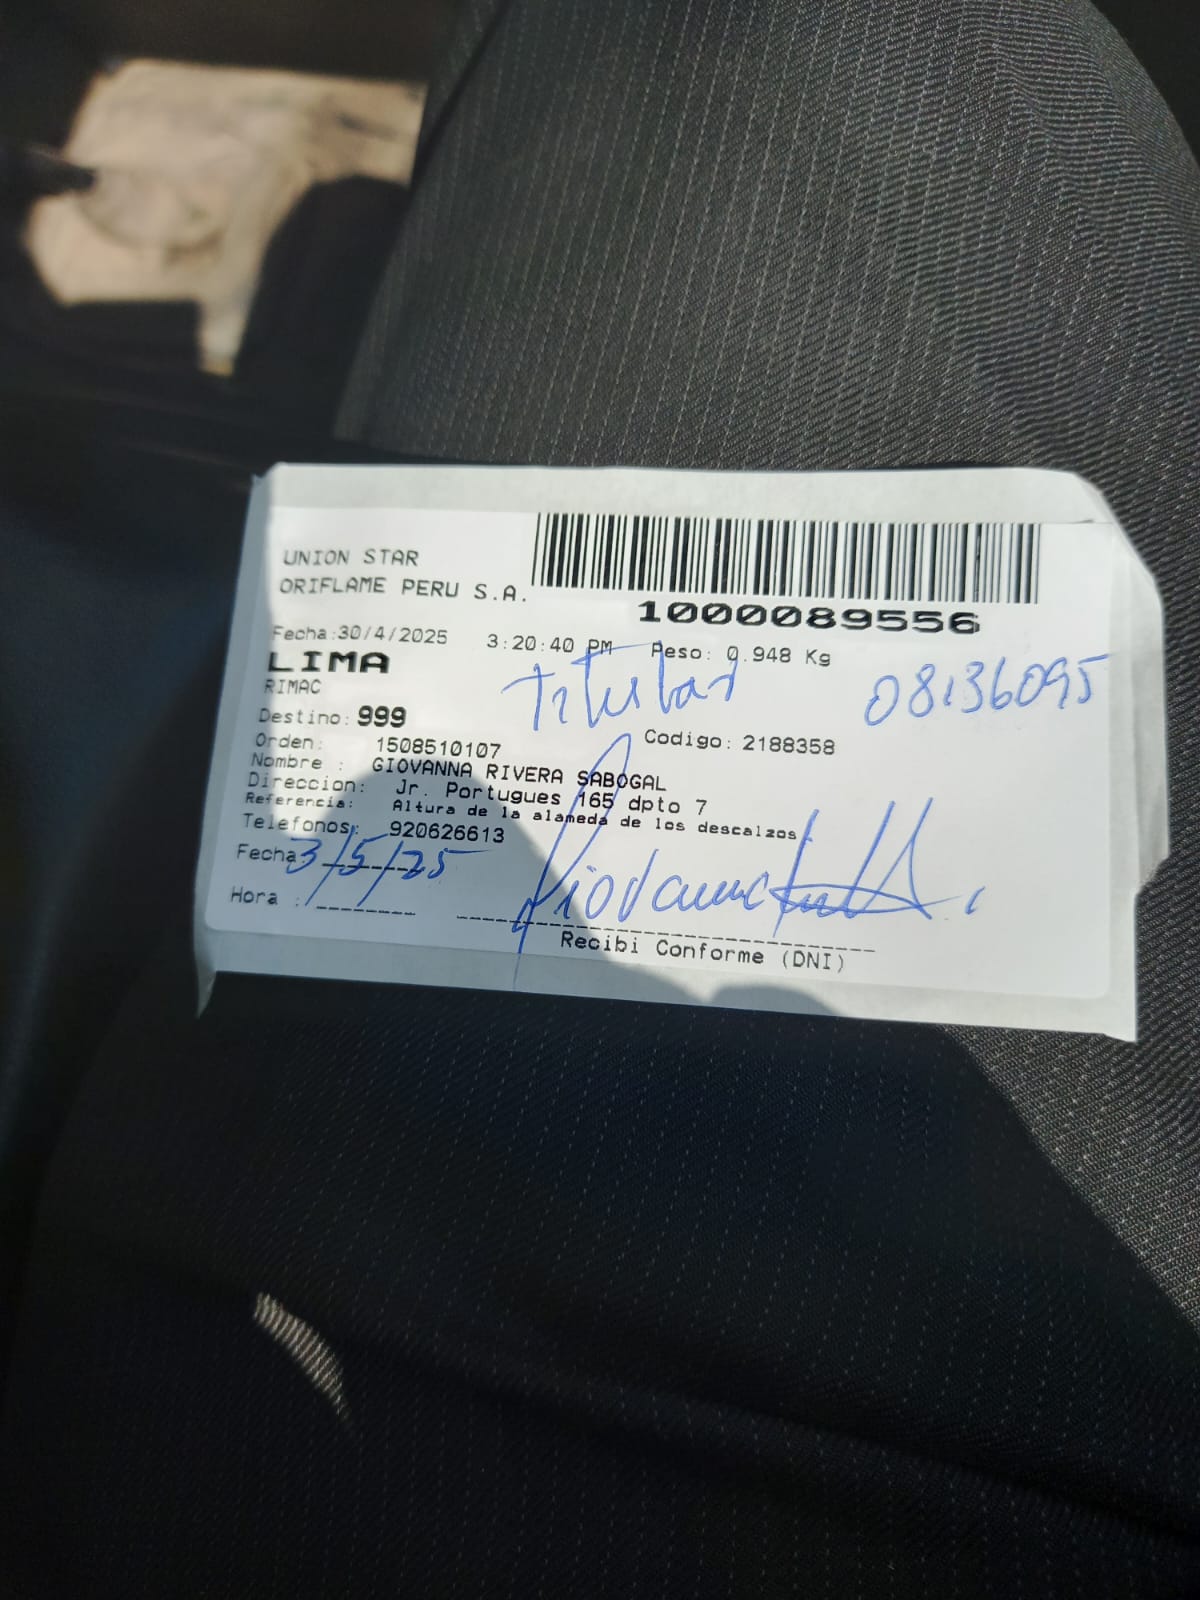 UNION STAR
ORIFLAME PERU S.A.
1000089556
Fecha:30/4/2025 3:20:40 PM Peso: 0.948 Kg
LIMA
RIMAC
Titular 08136095
Destino: 999
Orden: 1508510107 Codigo: 2188358
Nombre : GIOVANNA RIVERA SABOGAL
Direccion: Jr. Portugues 165 dpto 7
Referencia: Altura de la alameda de los descalzos
Telefonos: 920626613
Fecha: 3/5/25
Hora :
Recibi Conforme (DNI)